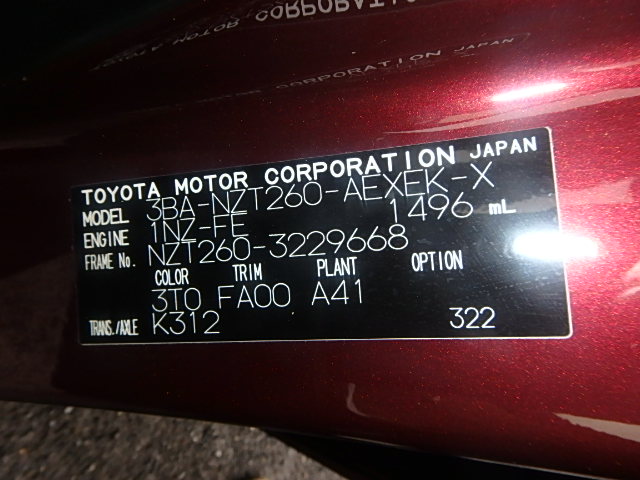 TOYOTA MOTOR CORPORATION JAPAN
MODEL 3BA-NZT260-AEXEK-X
ENGINE 1NZ-FE 1496 mL
FRAME No. NZT260-3229668
COLOR TRIM PLANT OPTION
3T0 FA00 A41
TRANS./AXLE K312 322